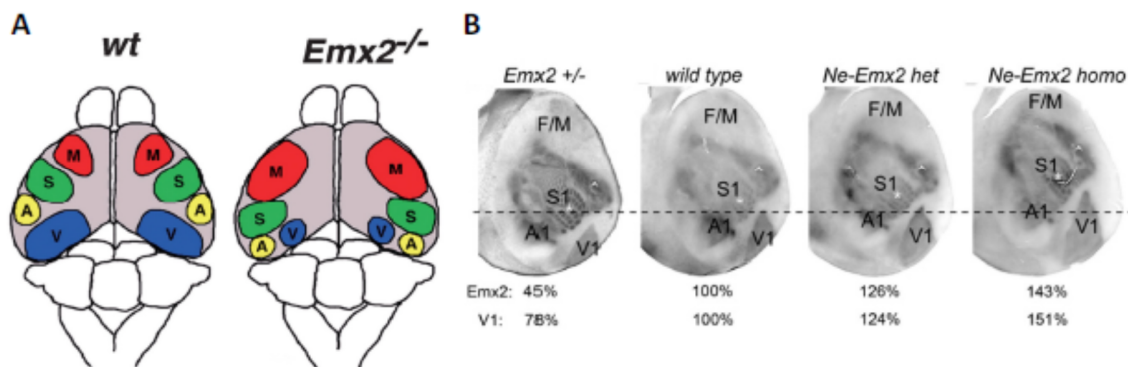 A
wt
Emx2-/-
M
M
S
S
A
A
V
V
M
M
S
S
A
V
V
A
B
Emx2 +/-
wild type
Ne-Emx2 het
Ne-Emx2 homo
F/M
F/M
F/M
F/M
S1
S1
S1
S1
A1
A1
A1
A1
V1
V1
V1
V1
Emx2: 45% 100% 126% 143%
V1: 78% 100% 124% 151%